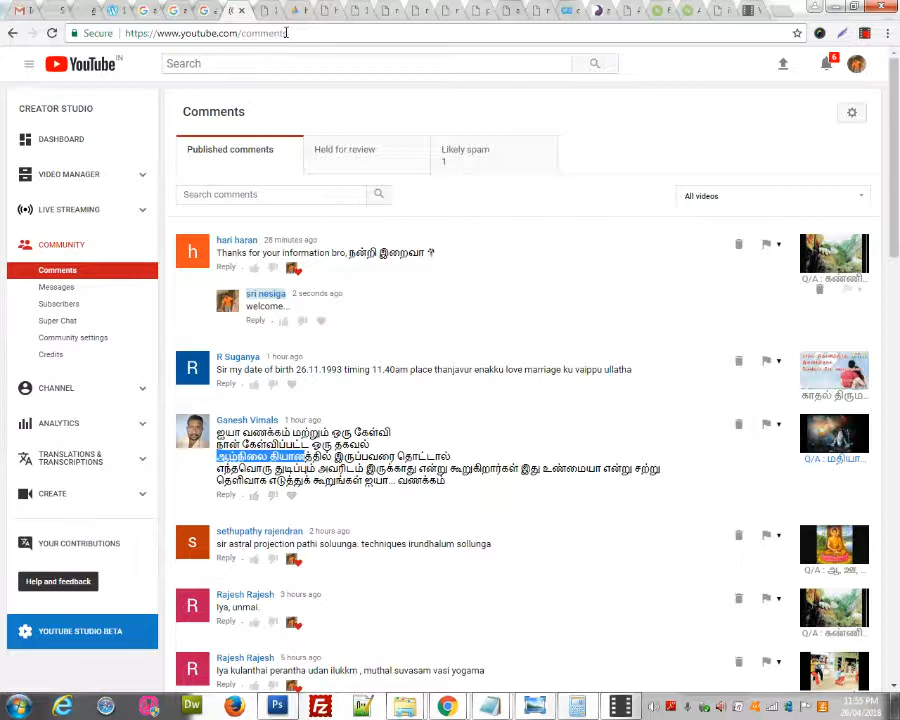 Secure https://www.youtube.com/comments
YouTube IN
Search
6
CREATOR STUDIO
DASHBOARD
VIDEO MANAGER
LIVE STREAMING
COMMUNITY
Comments
Messages
Subscribers
Super Chat
Community settings
Credits
CHANNEL
ANALYTICS
TRANSLATIONS &
TRANSCRIPTIONS
CREATE
YOUR CONTRIBUTIONS
Help and feedback
YOUTUBE STUDIO BETA
Comments
Published comments
Held for review
Likely spam
1
Search comments
All videos
h
hari haran 28 minutes ago
Thanks for your information bro, நன்றி இறைவா
Reply
Q/A : கண்ணி...
sri nesiga 2 seconds ago
welcome...
Reply
R
R Suganya 1 hour ago
Sir my date of birth 26.11.1993 timing 11.40am place thanjavur enakku love marriage ku vaippu ullatha
Reply
காதல் திரும...
Ganesh Vimals 1 hour ago
ஐயா வணக்கம் மற்றும் ஒரு கேள்வி
நான் கேள்விப்பட்ட ஒரு தகவல்
ஆழ்நிலை தியானத்தில் இருப்பவரை தொட்டால்
எந்தவொரு துடிப்பும் அவரிடம் இருக்காது என்று கூறுகிறார்கள் இது உண்மையா என்று சற்று
தெளிவாக எடுத்துக் கூறுங்கள் ஐயா... வணக்கம்
Reply
Q/A : மதியா...
s
sethupathy rajendran 2 hours ago
sir astral projection pathi soluunga. techniques irundhalum sollunga
Reply
Q/A : ஆ, ஊ, ...
R
Rajesh Rajesh 3 hours ago
Iya, unmai.
Reply
Q/A : கண்ணி...
R
Rajesh Rajesh 5 hours ago
Iya kulanthai perantha udan ilukkm , muthal suvasam vasi yogama
Reply
Dw
Ps
11:55 PM
26/04/2018